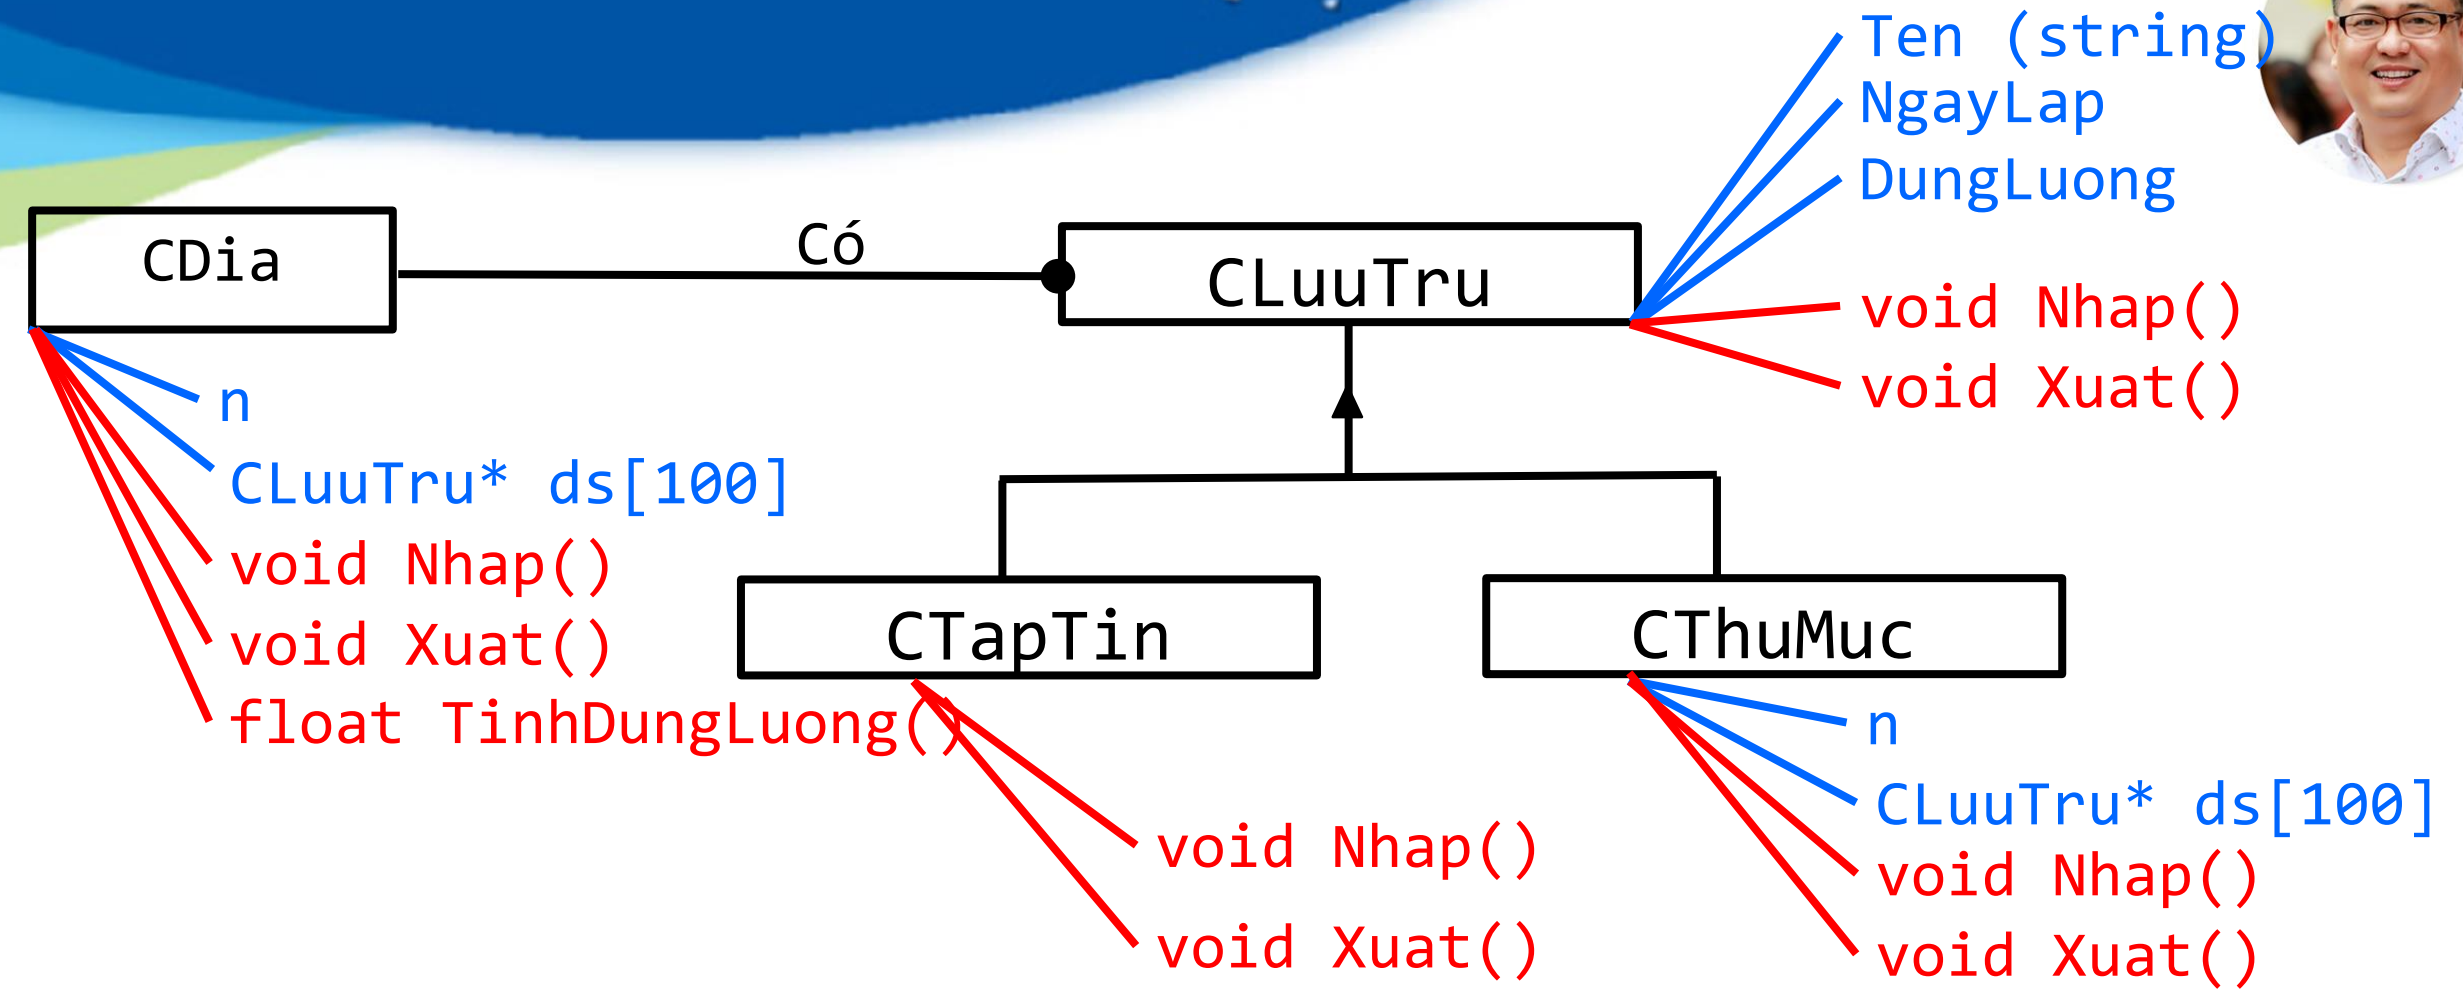 Ten (string)
NgayLap
DungLuong
void Nhap()
void Xuat()
CDia
Có
CLuuTru
n
CLuuTru* ds[100]
void Nhap()
void Xuat()
float TinhDungLuong()
CTapTin
void Nhap()
void Xuat()
CThuMuc
n
CLuuTru* ds[100]
void Nhap()
void Xuat()